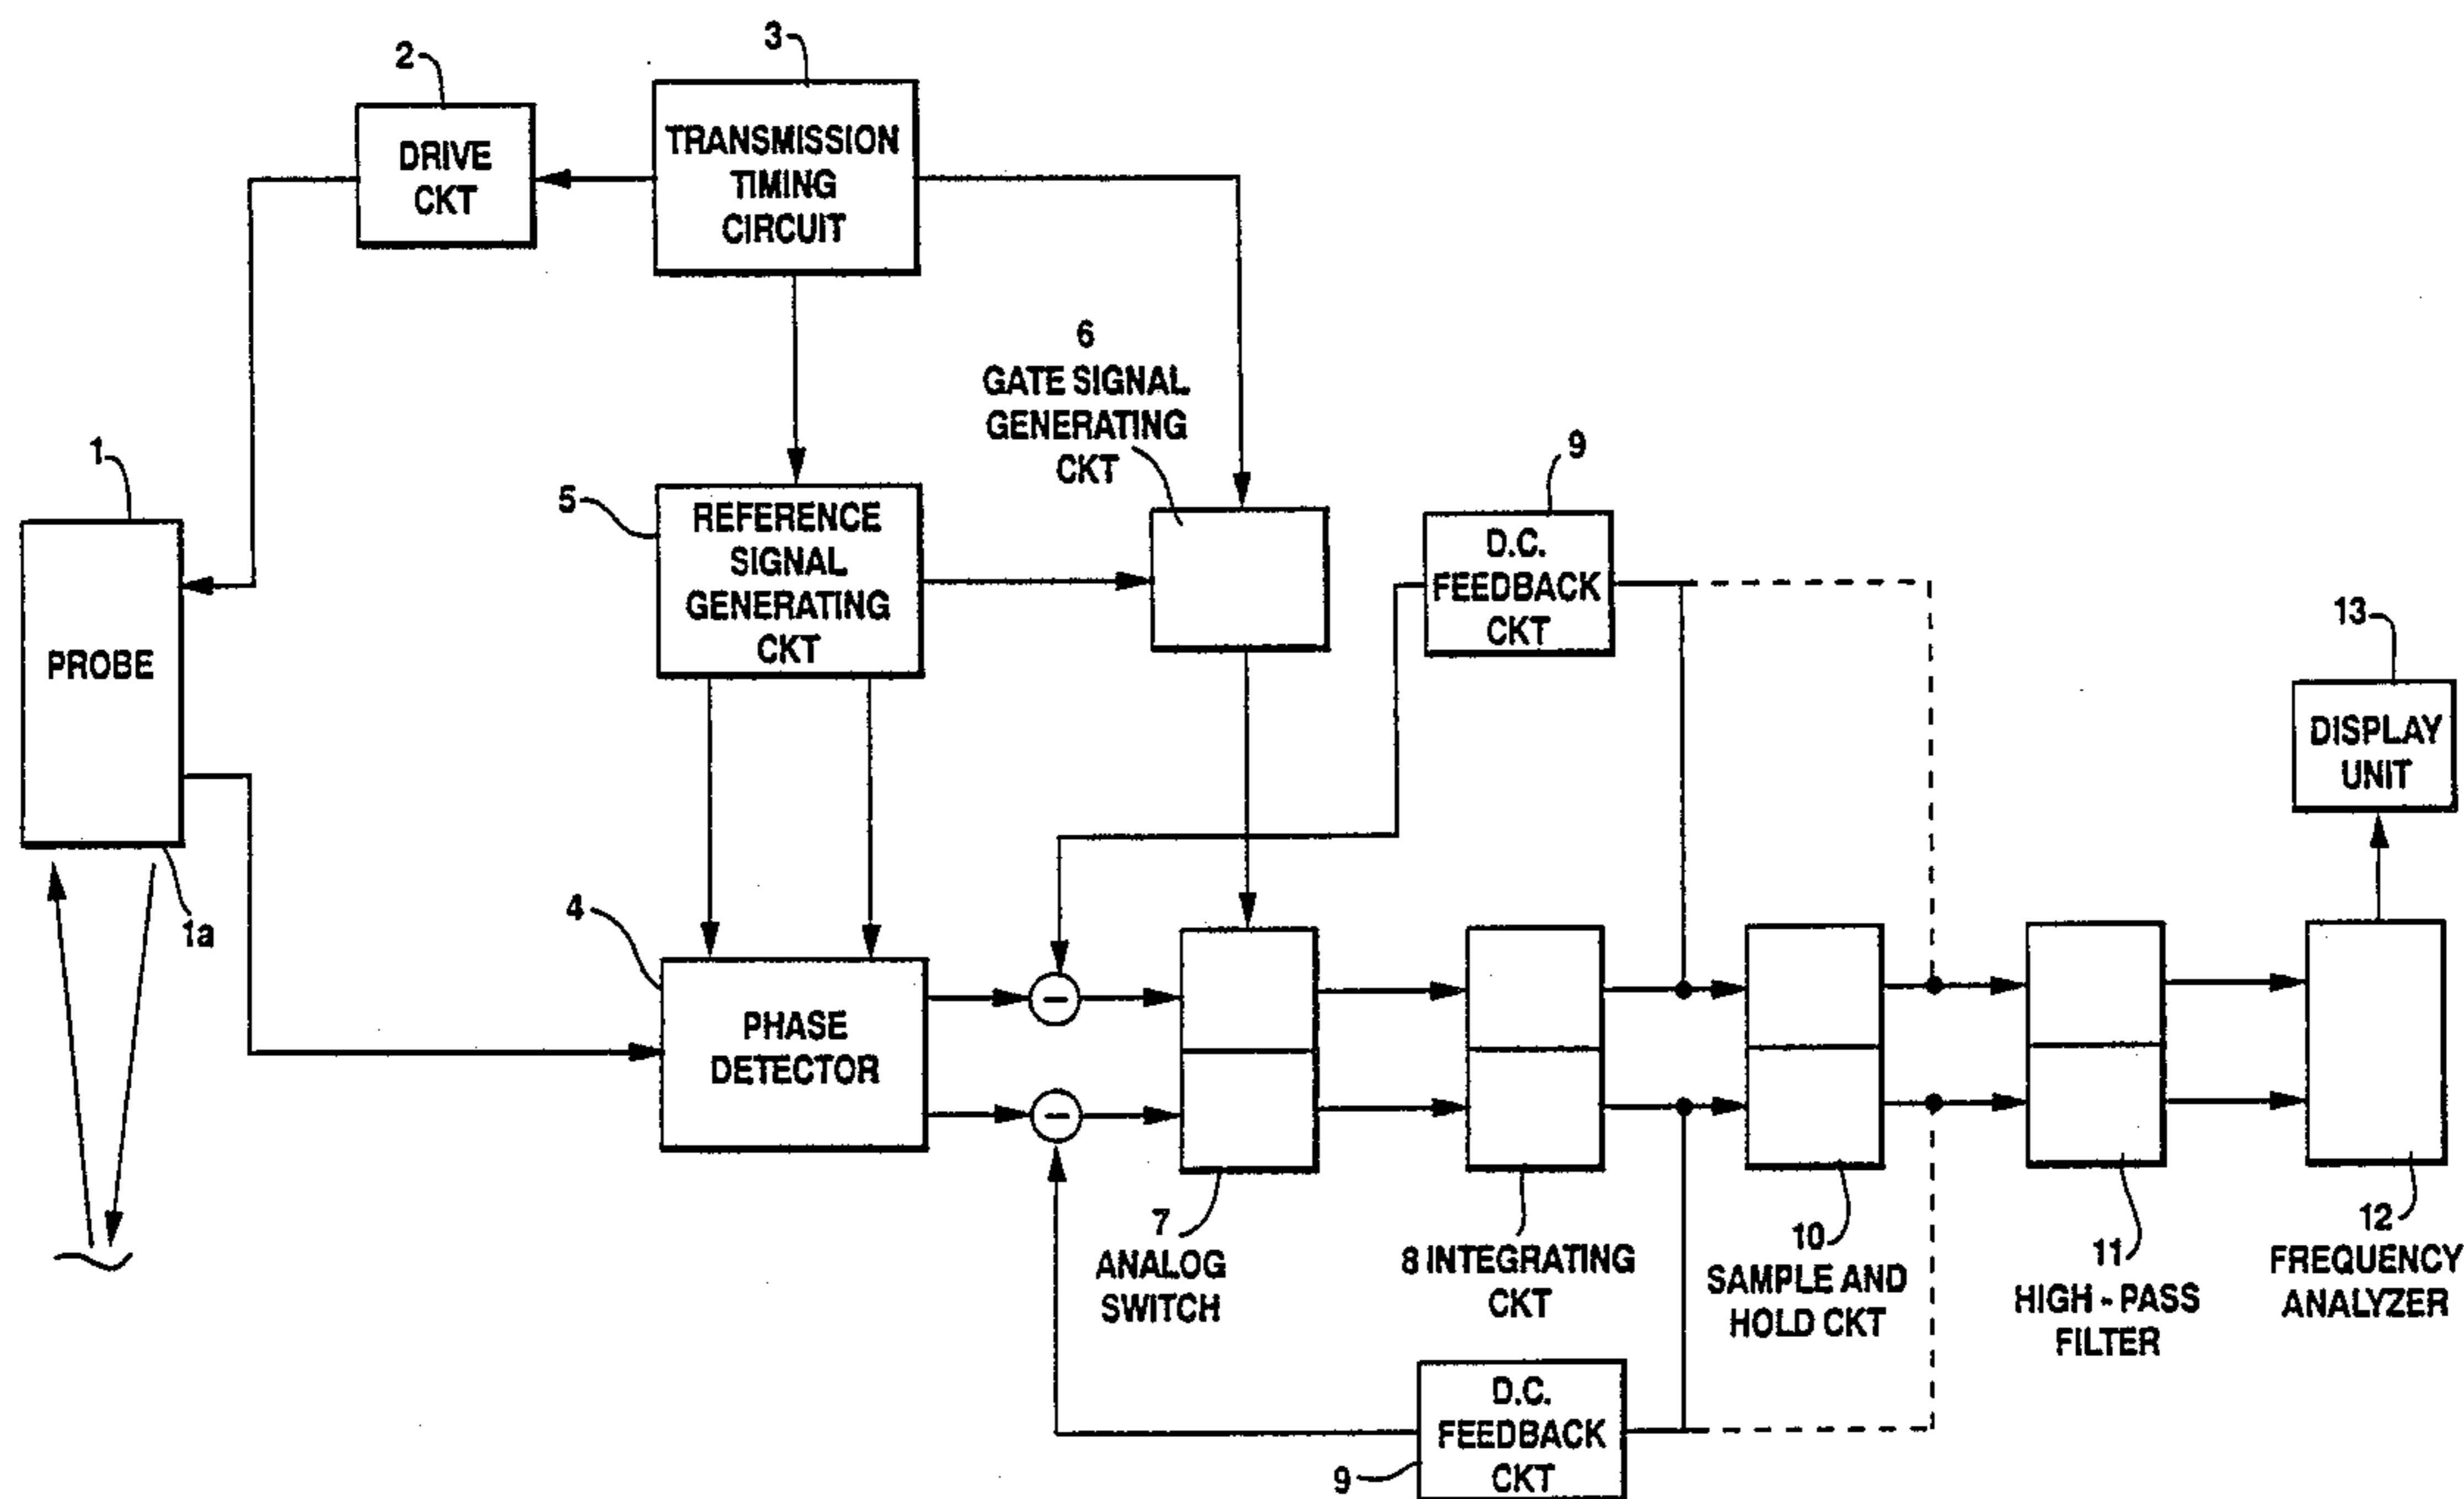 3
2
TRANSMISSION
TIMING
CIRCUIT
DRIVE
CKT
6
GATE SIGNAL
GENERATING
CKT
1
5
REFERENCE
SIGNAL
GENERATING
CKT
9
D.C.
FEEDBACK
CKT
13
DISPLAY
UNIT
PROBE
1a
4
PHASE
DETECTOR
−
−
7
ANALOG
SWITCH
8 INTEGRATING
CKT
10
SAMPLE AND
HOLD CKT
11
HIGH - PASS
FILTER
12
FREQUENCY
ANALYZER
D.C.
FEEDBACK
CKT
9